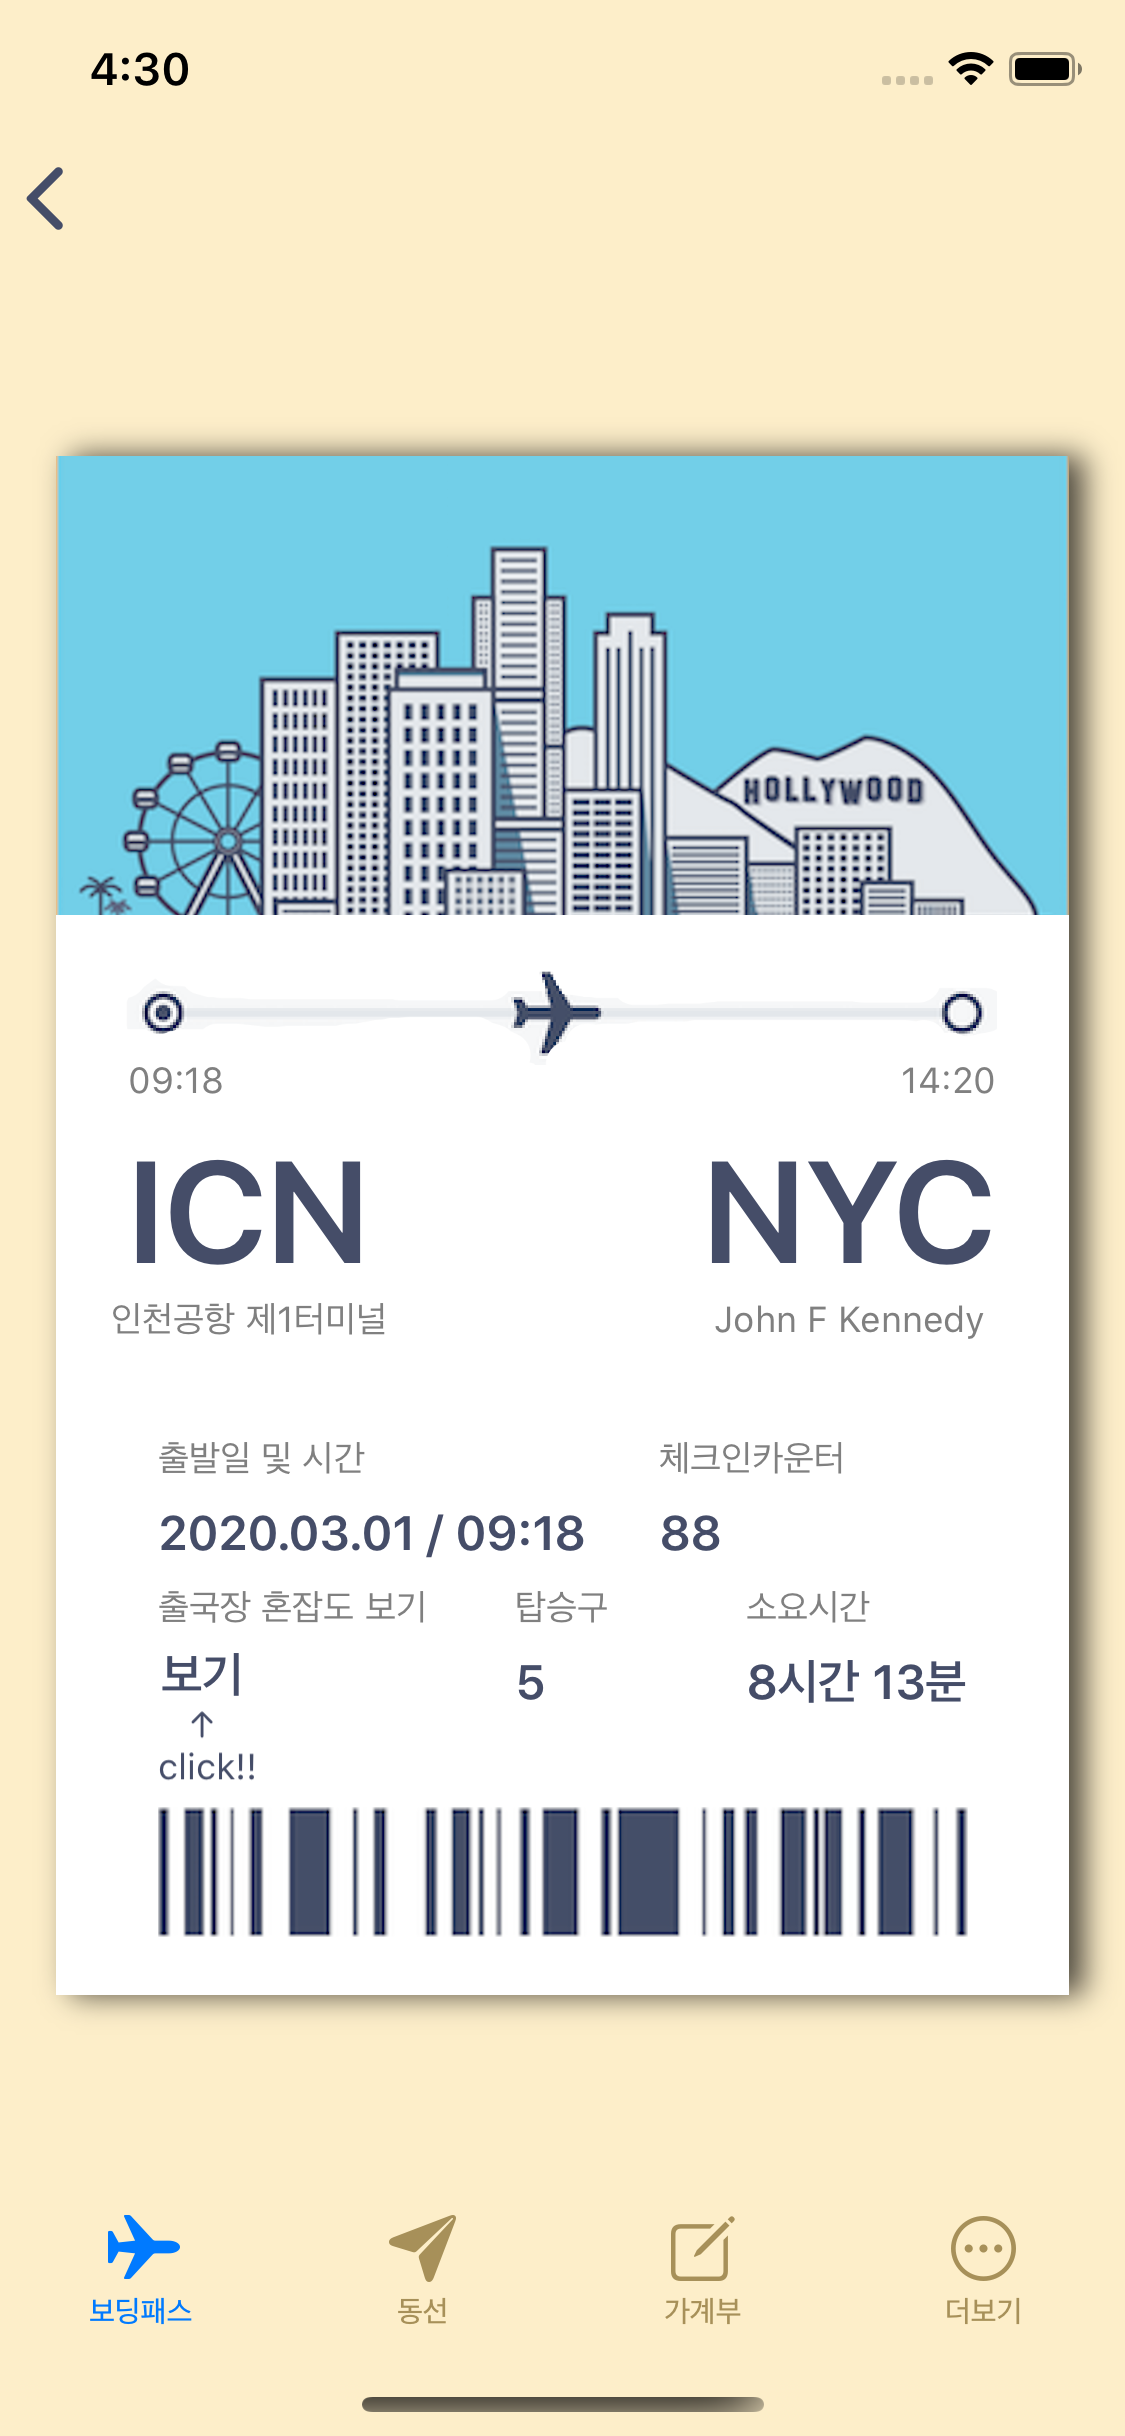 4:30
HOLLYWOOD
09:18 14:20
ICN NYC
인천공항 제1터미널 John F Kennedy
출발일 및 시간 체크인카운터
2020.03.01 / 09:18 88
출국장 혼잡도 보기 탑승구 소요시간
보기 5 8시간 13분
↑
click!!
보딩패스 동선 가계부 더보기